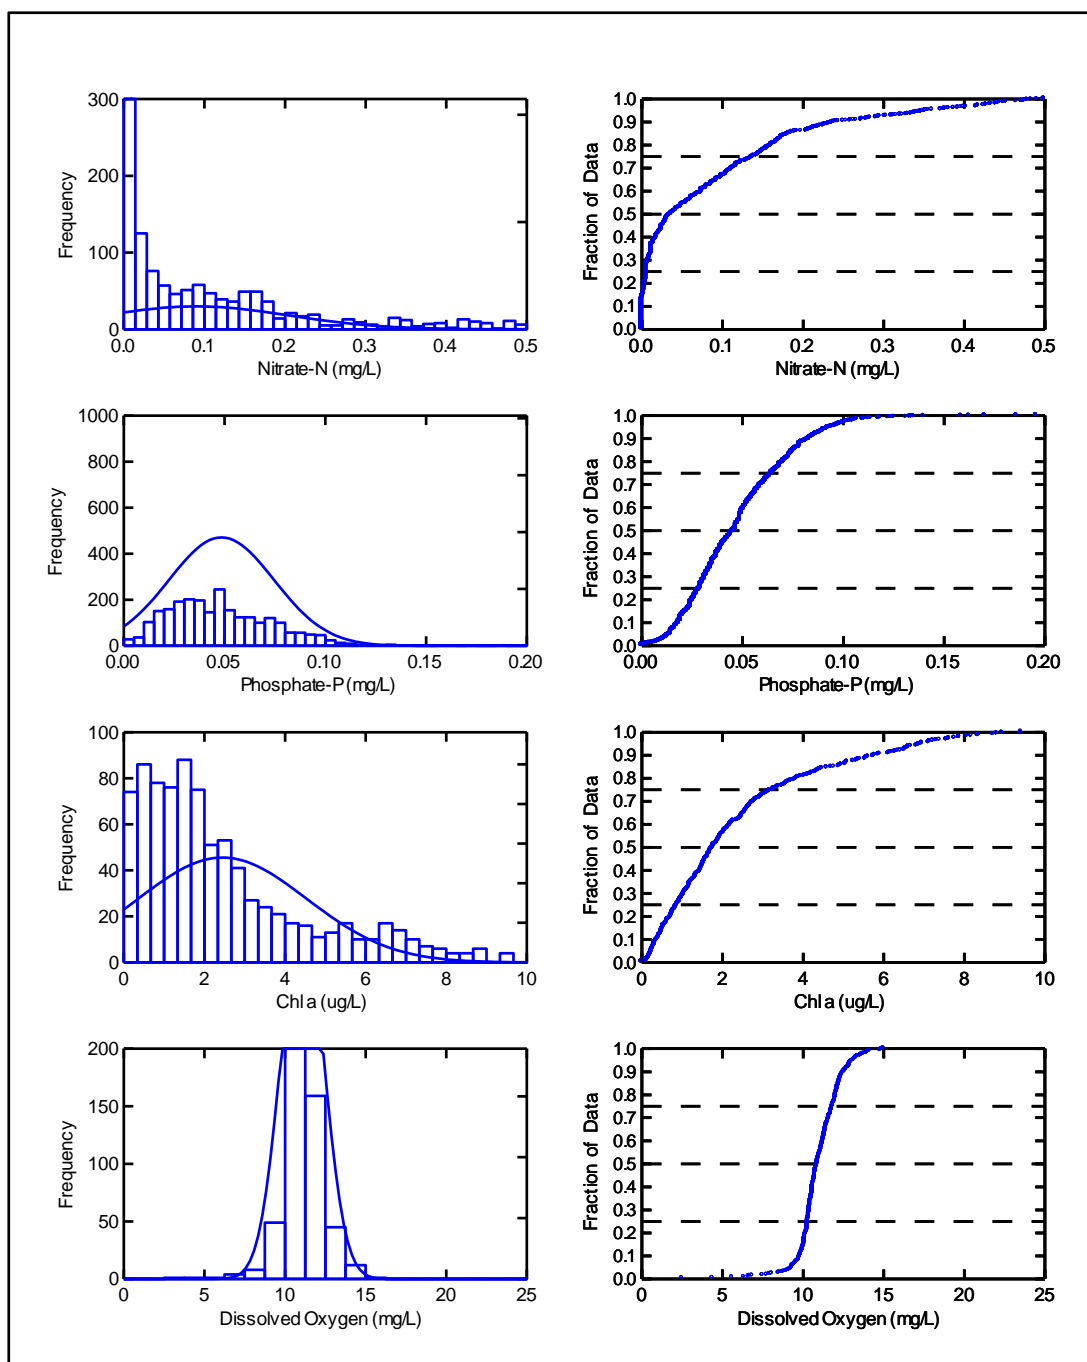 300
200
100
0
Frequency
0.0 0.1 0.2 0.3 0.4 0.5
Nitrate-N (mg/L)
1.0
0.9
0.8
0.7
0.6
0.5
0.4
0.3
0.2
0.1
0.0
Fraction of Data
0.0 0.1 0.2 0.3 0.4 0.5
Nitrate-N (mg/L)
1000
800
600
400
200
0
Frequency
0.00 0.05 0.10 0.15 0.20
Phosphate-P (mg/L)
1.0
0.9
0.8
0.7
0.6
0.5
0.4
0.3
0.2
0.1
0.0
Fraction of Data
0.00 0.05 0.10 0.15 0.20
Phosphate-P (mg/L)
100
80
60
40
20
0
Frequency
0 2 4 6 8 10
Chl a (ug/L)
1.0
0.9
0.8
0.7
0.6
0.5
0.4
0.3
0.2
0.1
0.0
Fraction of Data
0 2 4 6 8 10
Chl a (ug/L)
200
150
100
50
0
Frequency
0 5 10 15 20 25
Dissolved Oxygen (mg/L)
1.0
0.9
0.8
0.7
0.6
0.5
0.4
0.3
0.2
0.1
0.0
Fraction of Data
0 5 10 15 20 25
Dissolved Oxygen (mg/L)